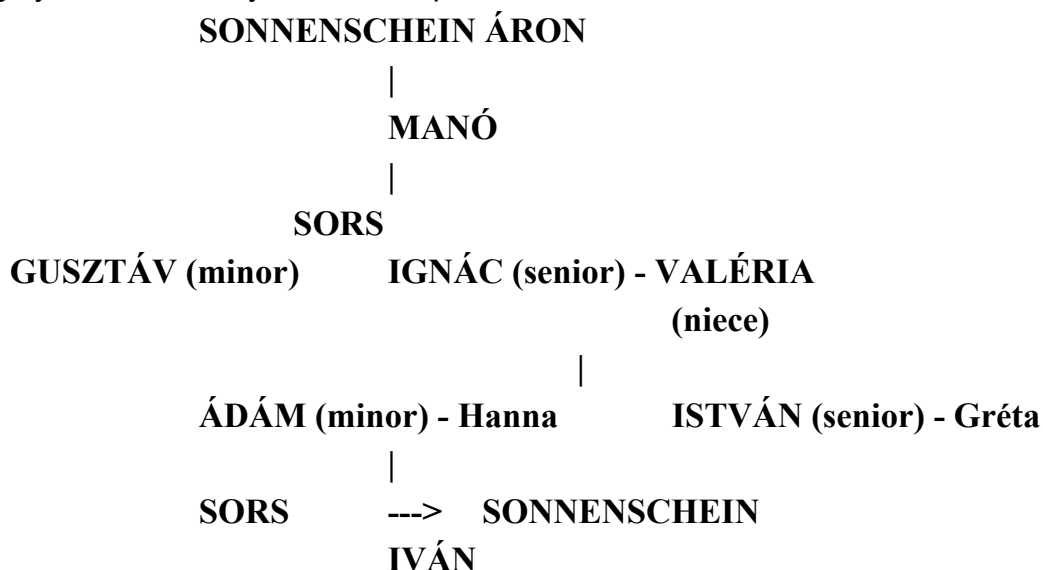 SONNENSCHEIN ÁRON
|
MANÓ
|
SORS
GUSZTÁV (minor) IGNÁC (senior) - VALÉRIA
(niece)
|
ÁDÁM (minor) - Hanna ISTVÁN (senior) - Gréta
|
SORS ---> SONNENSCHEIN
IVÁN